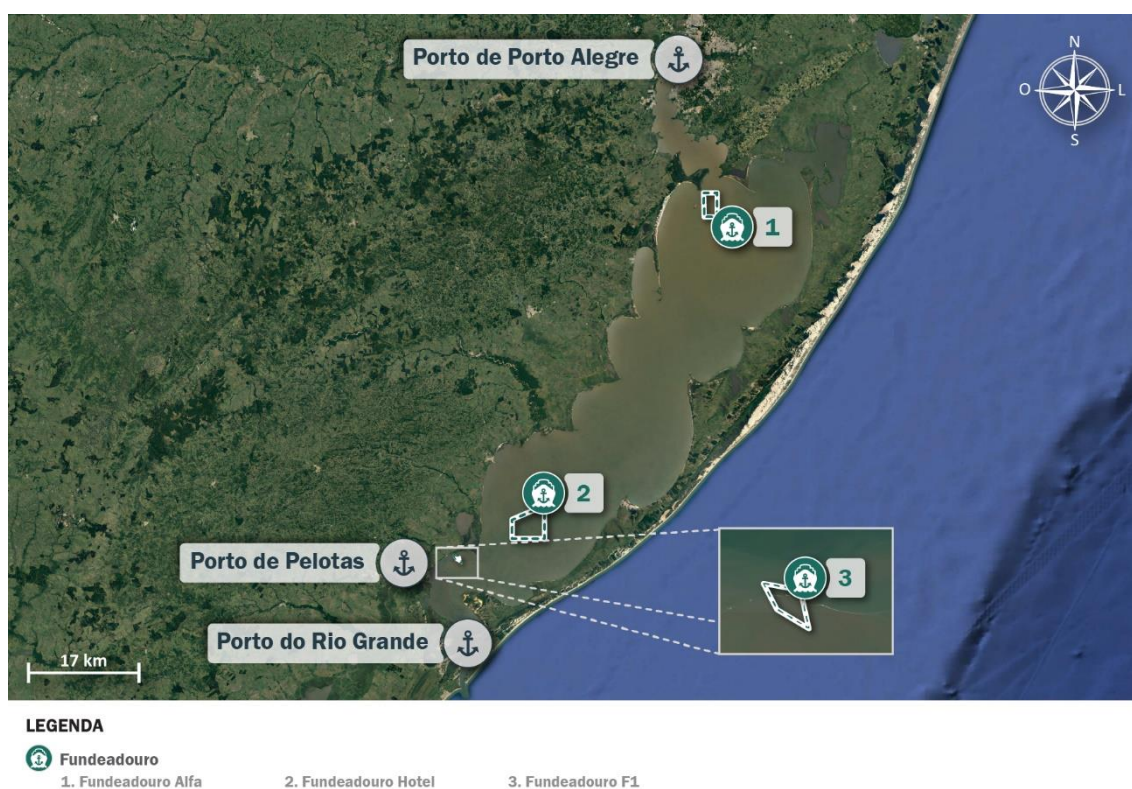 Porto de Porto Alegre
N
O
L
S
1
2
Porto de Pelotas
3
Porto do Rio Grande
17 km
LEGENDA
Fundeadouro
1. Fundeadouro Alfa
2. Fundeadouro Hotel
3. Fundeadouro F1